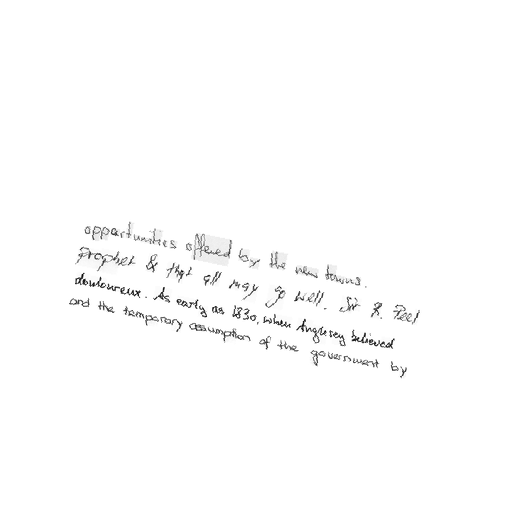 opportunities offered by the new towns.
Prophet & that all may go well. Sir R. Peel
douloureux. As early as 1830, when Anglesey believed
and the temporary assumption of the government by